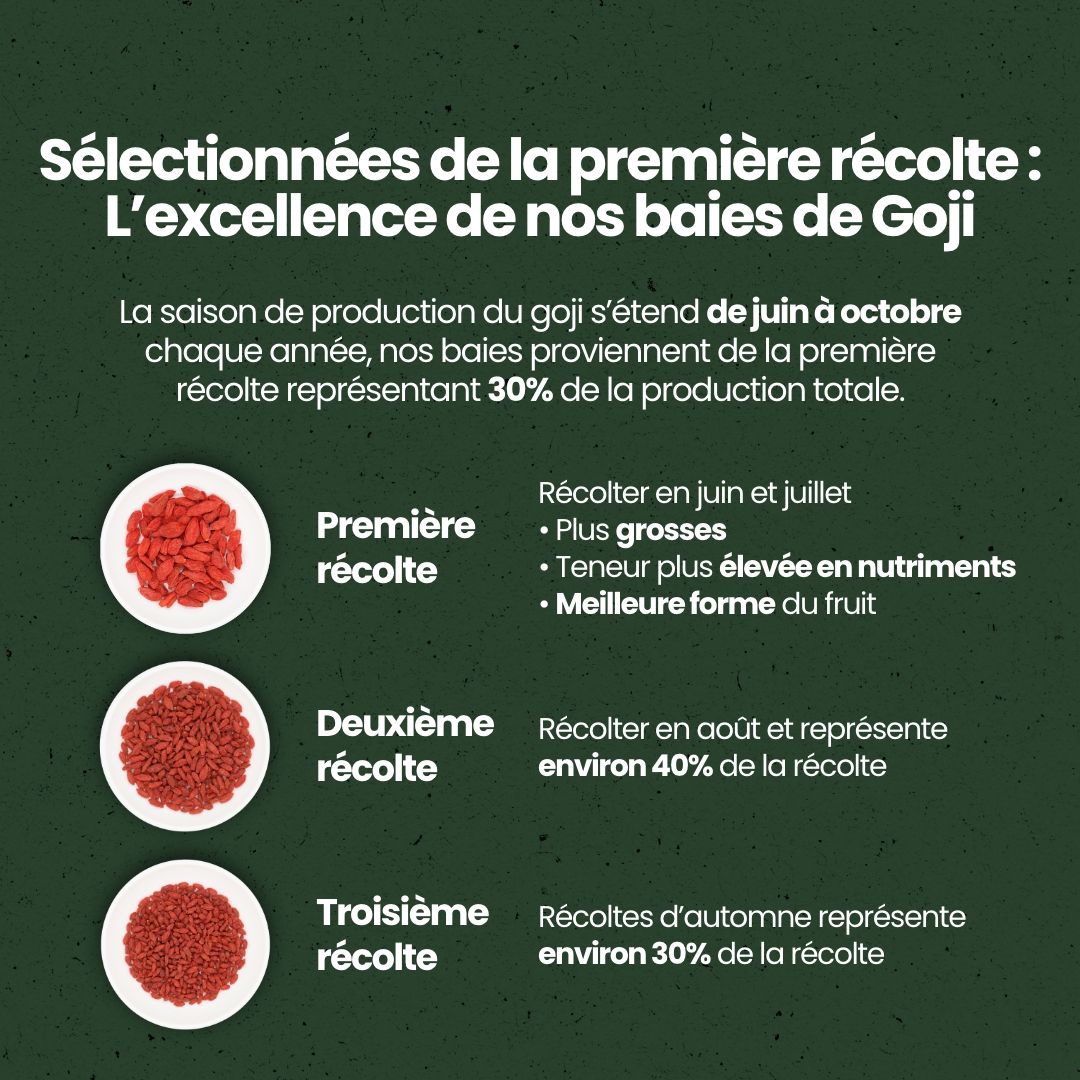 Sélectionnées de la première récolte :
L’excellence de nos baies de Goji
La saison de production du goji s’étend de juin à octobre
chaque année, nos baies proviennent de la première
récolte représentant 30% de la production totale.
Première
récolte
Récolter en juin et juillet
• Plus grosses
• Teneur plus élevée en nutriments
• Meilleure forme du fruit
Deuxième
récolte
Récolter en août et représente
environ 40% de la récolte
Troisième
récolte
Récoltes d’automne représente
environ 30% de la récolte